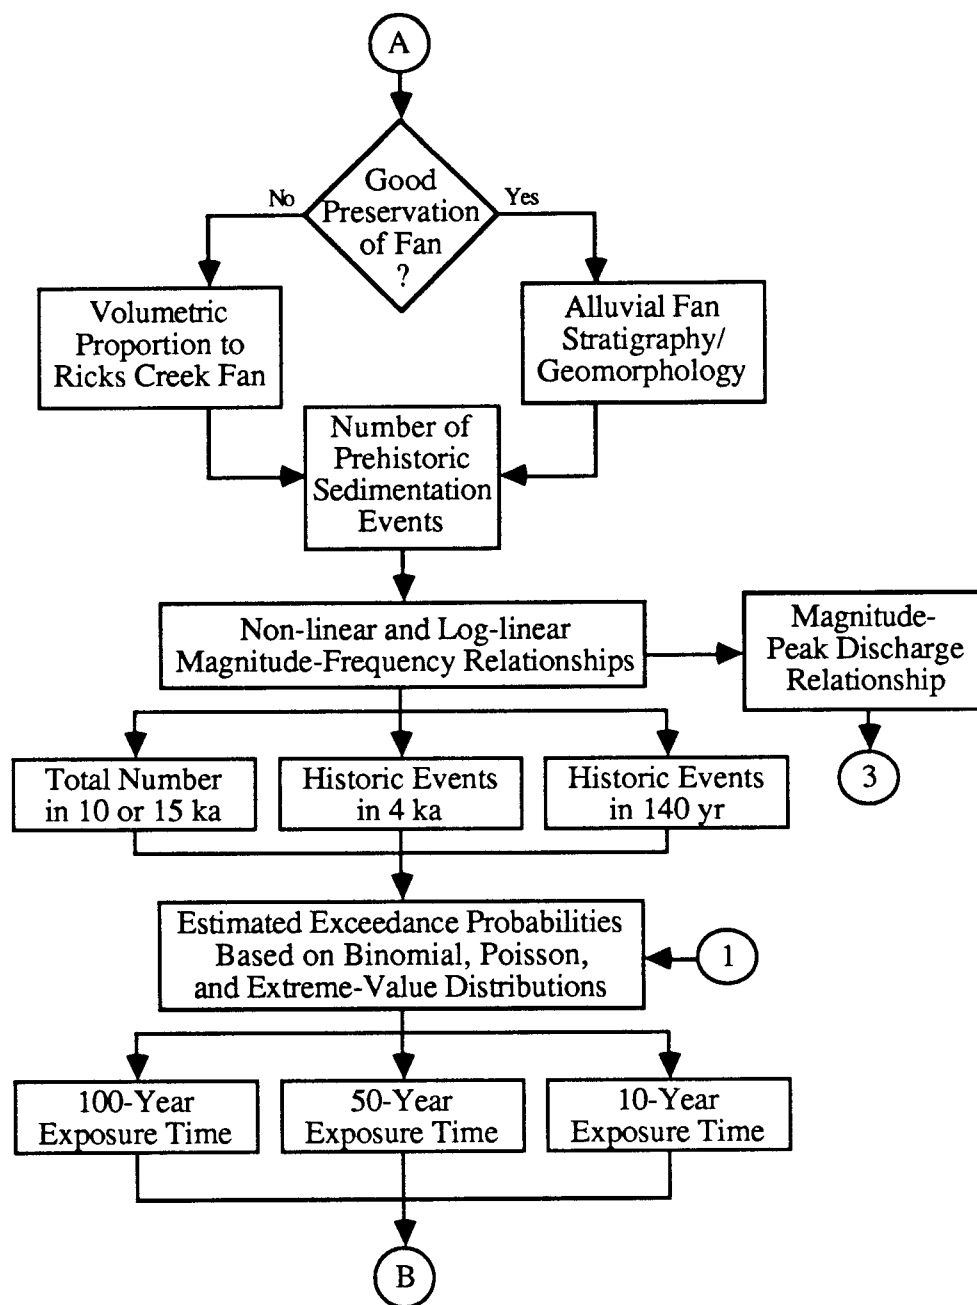 A
Good
Preservation
of Fan
?
No
Yes
Volumetric
Proportion to
Ricks Creek Fan
Alluvial Fan
Stratigraphy/
Geomorphology
Number of
Prehistoric
Sedimentation
Events
Non-linear and Log-linear
Magnitude-Frequency Relationships
Magnitude-
Peak Discharge
Relationship
3
Total Number
in 10 or 15 ka
Historic Events
in 4 ka
Historic Events
in 140 yr
Estimated Exceedance Probabilities
Based on Binomial, Poisson,
and Extreme-Value Distributions
1
100-Year
Exposure Time
50-Year
Exposure Time
10-Year
Exposure Time
B